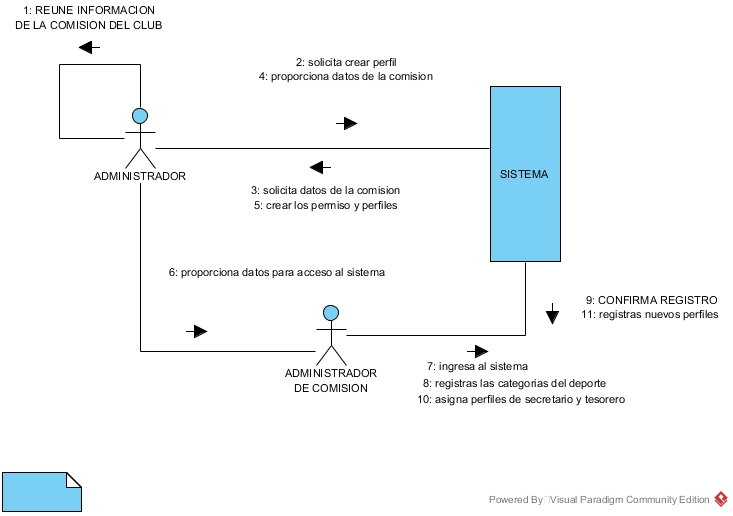 1: REUNE INFORMACION
DE LA COMISION DEL CLUB
2: solicita crear perfil
4: proporciona datos de la comision
ADMINISTRADOR
SISTEMA
3: solicita datos de la comision
5: crear los permiso y perfiles
6: proporciona datos para acceso al sistema
9: CONFIRMA REGISTRO
11: registras nuevos perfiles
ADMINISTRADOR
DE COMISION
7: ingresa al sistema
8: registras las categorias del deporte
10: asigna perfiles de secretario y tesorero
Powered By Visual Paradigm Community Edition